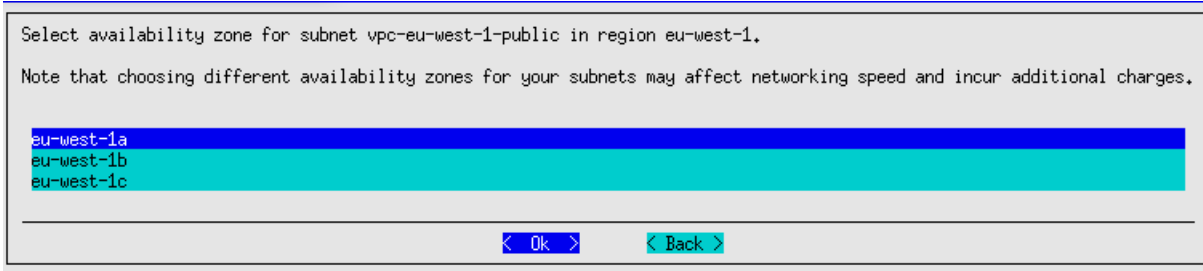 Select availability zone for subnet vpc-eu-west-1-public in region eu-west-1.
Note that choosing different availability zones for your subnets may affect networking speed and incur additional charges.
eu-west-1a
eu-west-1b
eu-west-1c
< Ok > < Back >